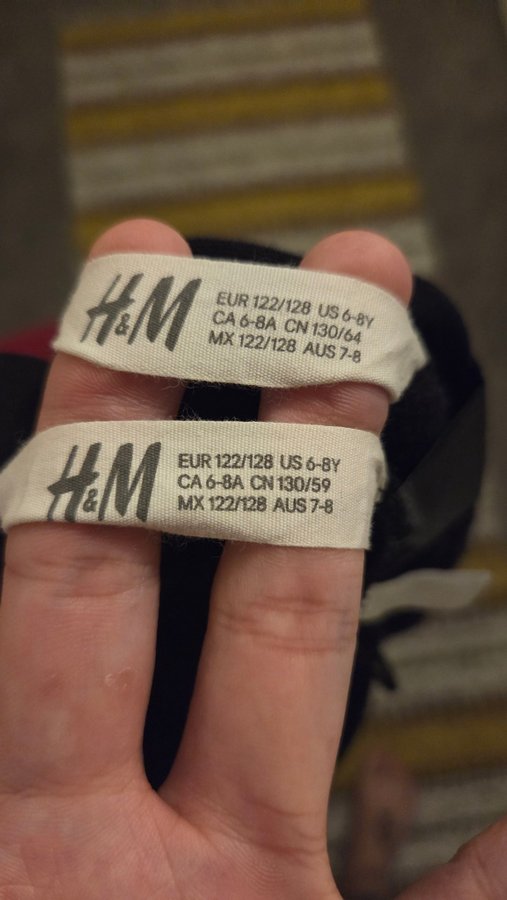 H&M
EUR 122/128 US 6-8Y
CA 6-8A CN 130/64
MX 122/128 AUS 7-8
H&M
EUR 122/128 US 6-8Y
CA 6-8A CN 130/59
MX 122/128 AUS 7-8